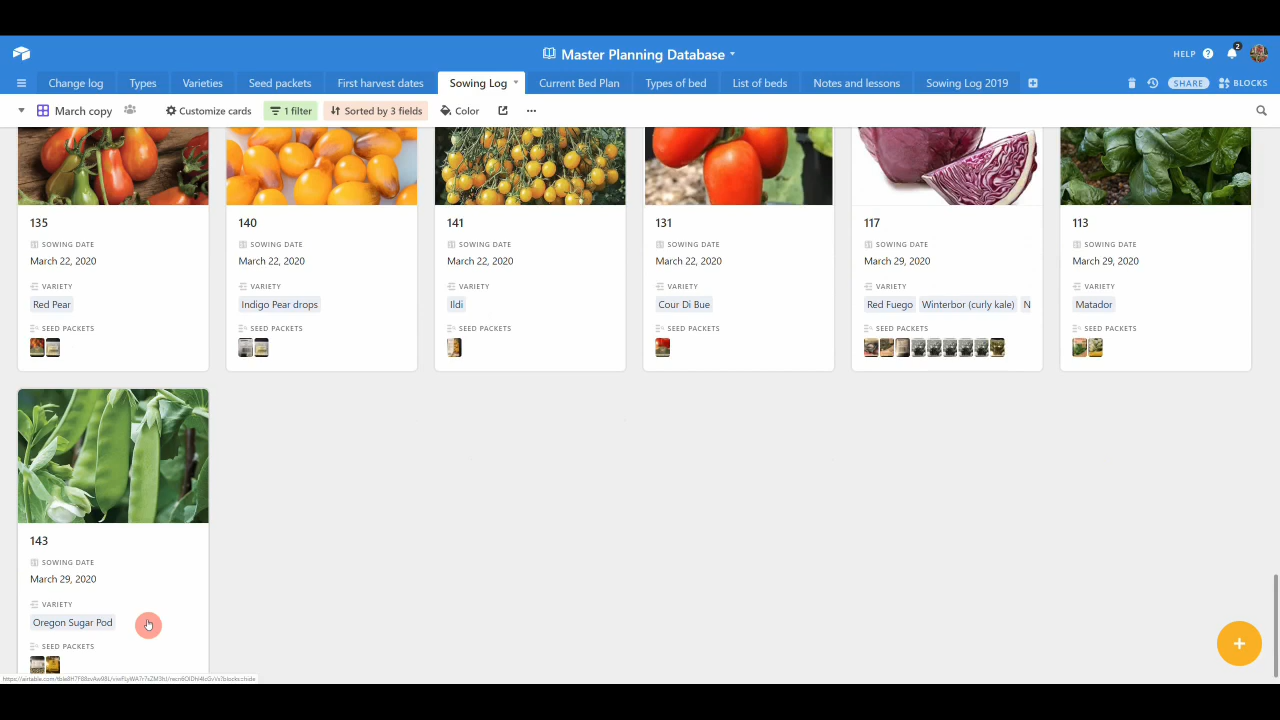 Master Planning Database
HELP
2
Change log Types Varieties Seed packets First harvest dates Sowing Log Current Bed Plan Types of bed List of beds Notes and lessons Sowing Log 2019 SHARE BLOCKS
March copy Customize cards 1 filter Sorted by 3 fields Color
135 140 141 131 117 113
SOWING DATE SOWING DATE SOWING DATE SOWING DATE SOWING DATE SOWING DATE
March 22, 2020 March 22, 2020 March 22, 2020 March 22, 2020 March 29, 2020 March 29, 2020
VARIETY VARIETY VARIETY VARIETY VARIETY VARIETY
Red Pear Indigo Pear drops Ildi Cour Di Bue Red Fuego Winterbor (curly kale) N Matador
SEED PACKETS SEED PACKETS SEED PACKETS SEED PACKETS SEED PACKETS SEED PACKETS
143
SOWING DATE
March 29, 2020
VARIETY
Oregon Sugar Pod
SEED PACKETS